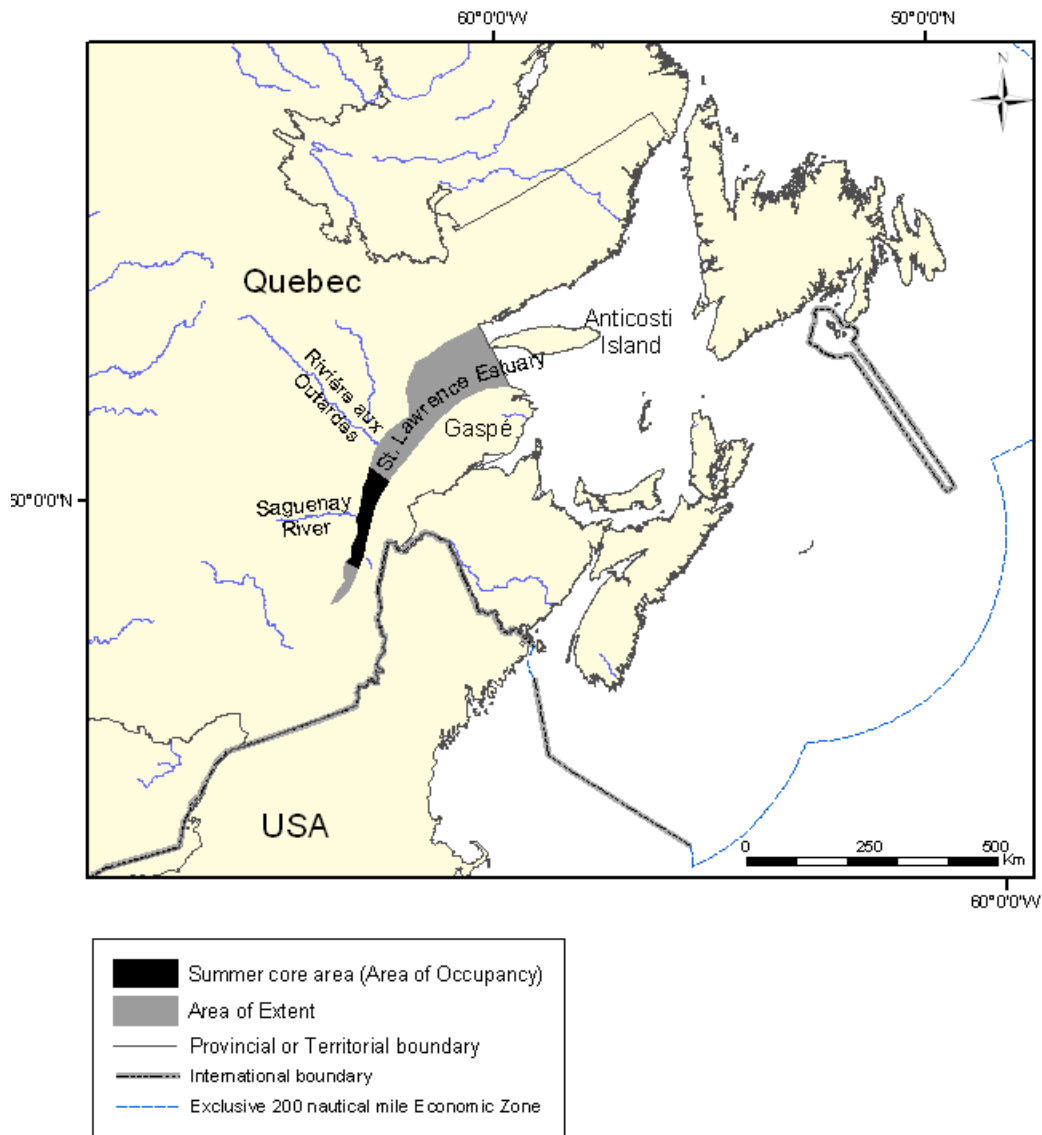 60°0'0"W
50°0'0"N
N
Quebec
Anticosti
Island
Rivière aux
Outardes
St. Lawrence Estuary
Gaspé
50°0'0"N
Saguenay
River
USA
0 250 500
Km
60°0'0"W
Summer core area (Area of Occupancy)
Area of Extent
Provincial or Territorial boundary
International boundary
Exclusive 200 nautical mile Economic Zone